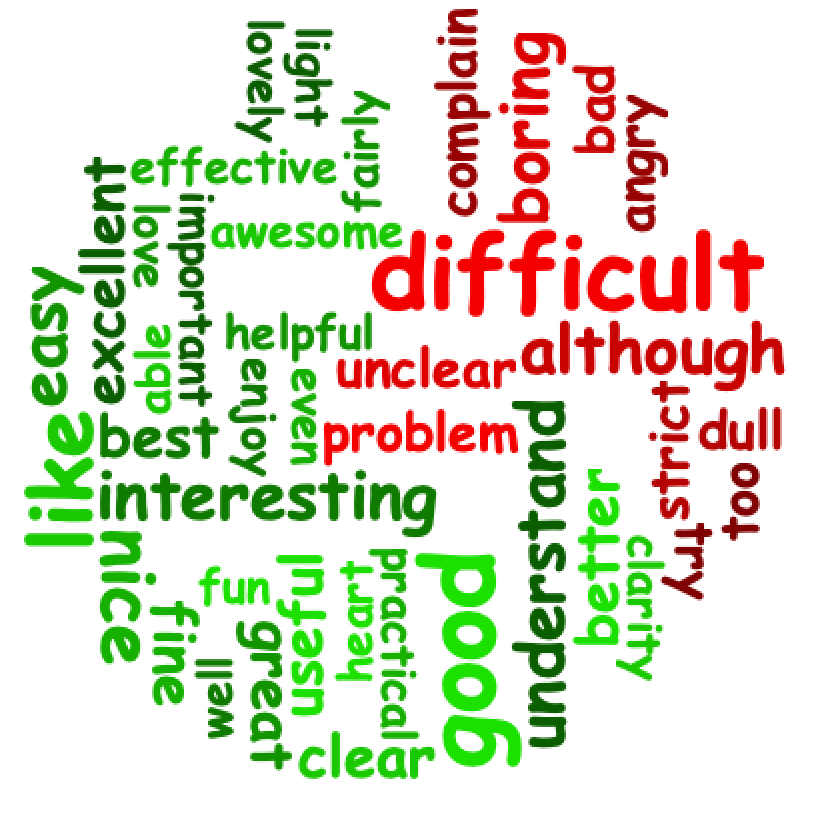 lovely
light
complain
boring
bad
angry
fairly
effective
awesome
excellent
love
important
difficult
easy
able
helpful
although
unclear
enjoy
even
problem
strict
dull
best
like
interesting
understand
too
try
better
clarity
nice
fun
useful
heart
practical
good
fine
well
great
clear